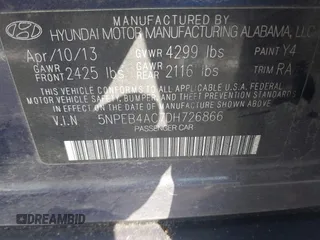 HYUNDAI MOTOR MANUFACTURING ALABAMA, LLC
Apr/10/13 GVWR 4299 lbs PAINT Y4
GAWR FRONT 2425 lbs GAWR REAR 2116 lbs TRIM RA
THIS VEHICLE CONFORMS TO ALL APPLICABLE U.S. FEDERAL MOTOR
VEHICLE SAFETY, BUMPER, AND THEFT PREVENTION STANDARDS
IN EFFECT ON THE DATE OF MANUFACTURE SHOWN ABOVE.
V.I.N 5NPEB4AC DH726866
PASSENGER CAR
DREAMBID